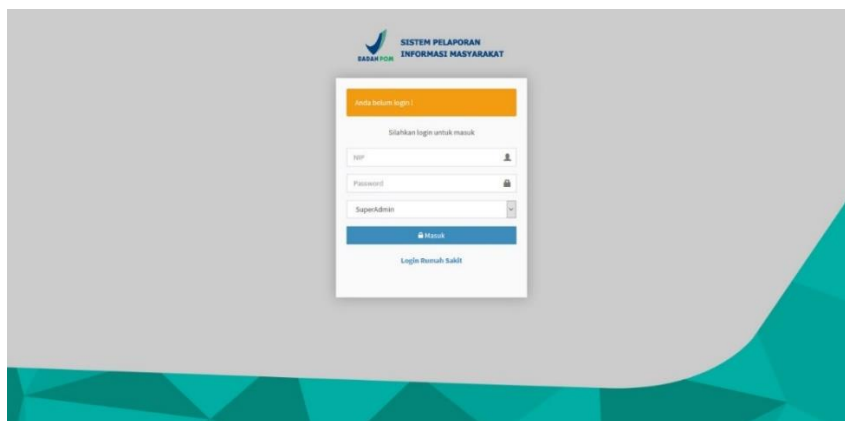 BADAN POM
SISTEM PELAPORAN
INFORMASI MASYARAKAT
Anda belum login !
Silahkan login untuk masuk
NIP
Password
SuperAdmin
Masuk
Login Rumah Sakit